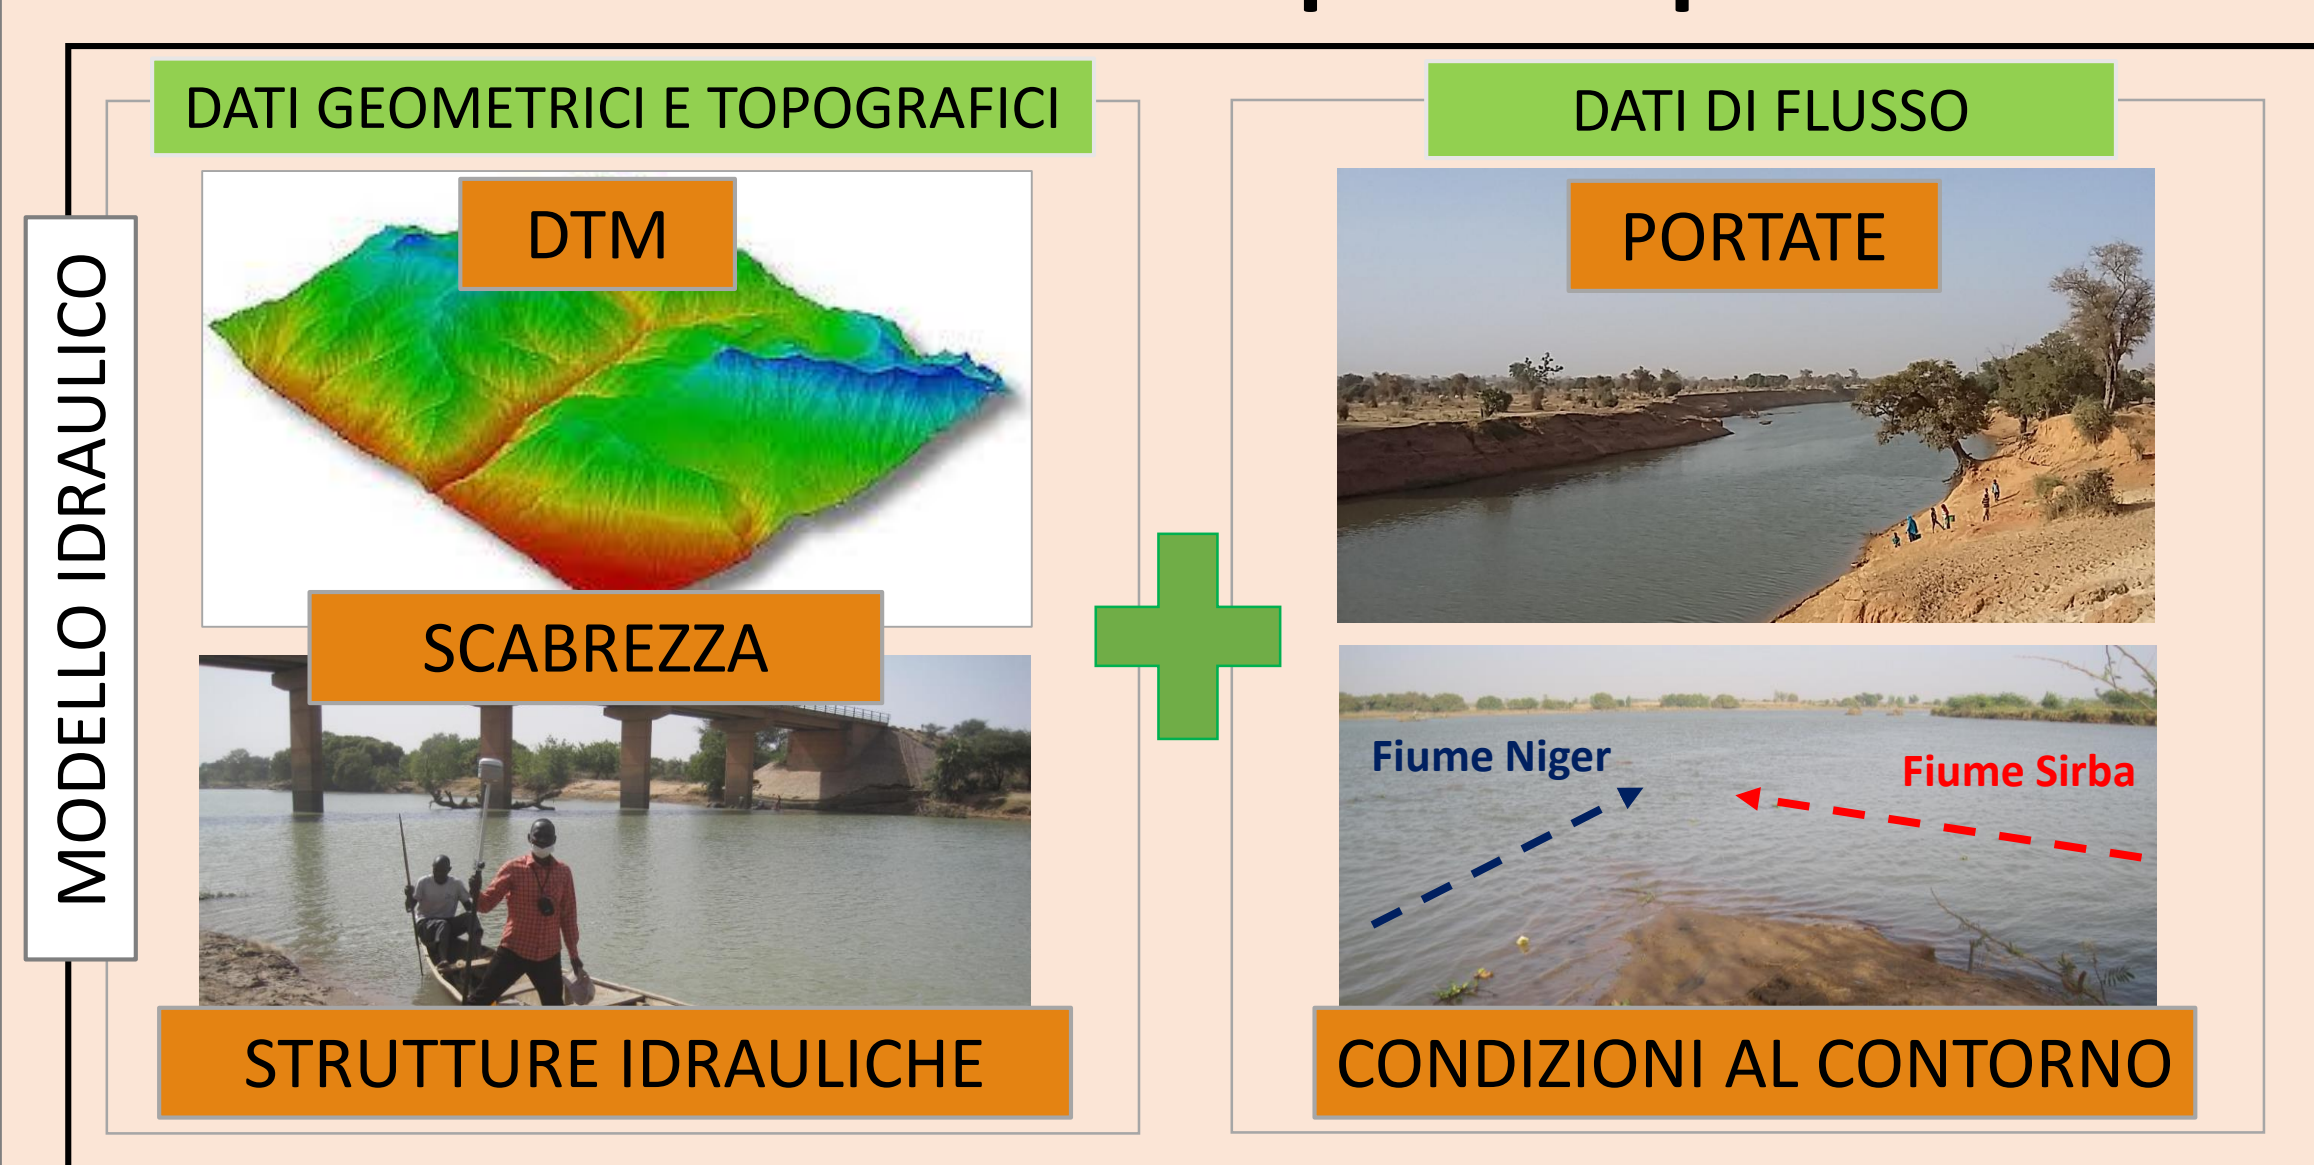 MODELLO IDRAULICO
DATI GEOMETRICI E TOPOGRAFICI
DTM
SCABREZZA
STRUTTURE IDRAULICHE
DATI DI FLUSSO
PORTATE
Fiume Niger
Fiume Sirba
CONDIZIONI AL CONTORNO